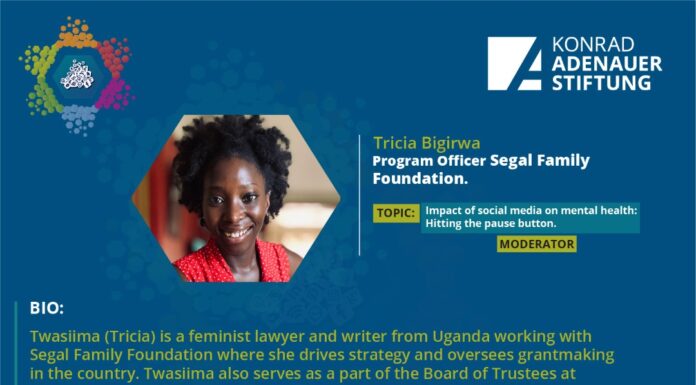 KONRAD
ADENAUER
STIFTUNG
Tricia Bigirwa
Program Officer Segal Family
Foundation.
TOPIC: Impact of social media on mental health:
Hitting the pause button.
MODERATOR
BIO:
Twasiima (Tricia) is a feminist lawyer and writer from Uganda working with
Segal Family Foundation where she drives strategy and oversees grantmaking
in the country. Twasiima also serves as a part of the Board of Trustees at